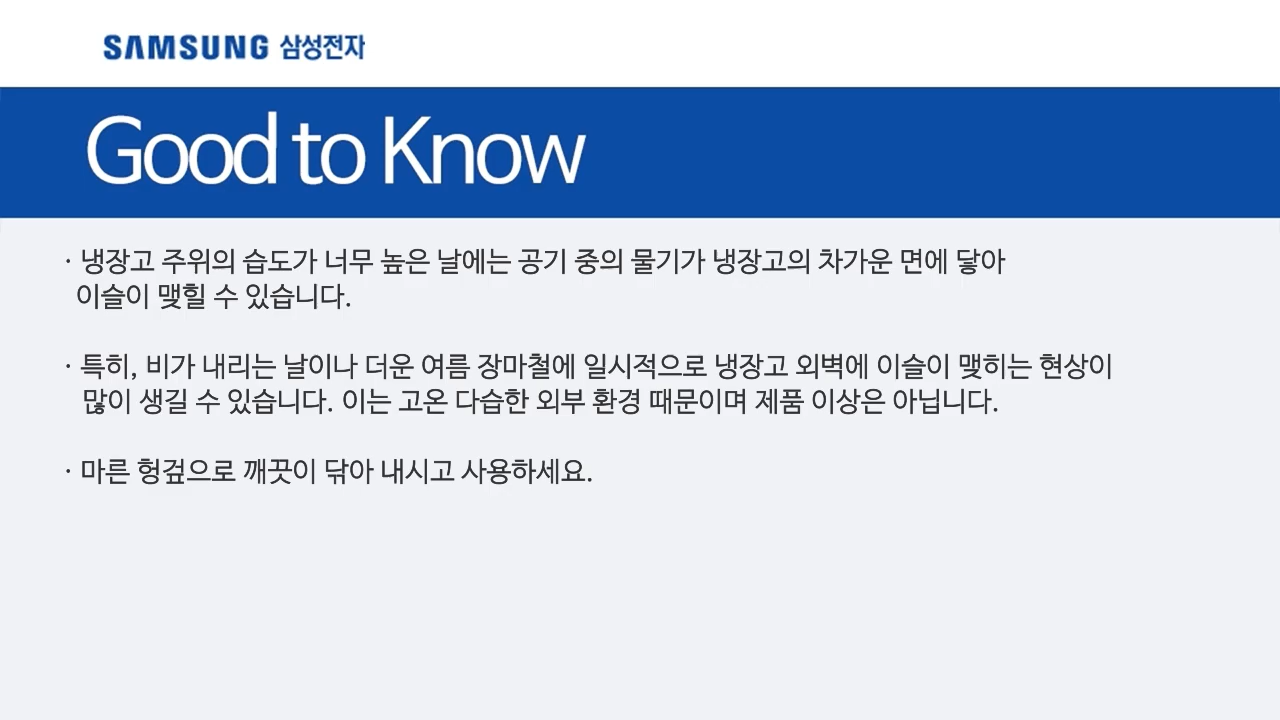 SAMSUNG 삼성전자
Good to Know
· 냉장고 주위의 습도가 너무 높은 날에는 공기 중의 물기가 냉장고의 차가운 면에 닿아
이슬이 맺힐 수 있습니다.
· 특히, 비가 내리는 날이나 더운 여름 장마철에 일시적으로 냉장고 외벽에 이슬이 맺히는 현상이
많이 생길 수 있습니다. 이는 고온 다습한 외부 환경 때문이며 제품 이상은 아닙니다.
· 마른 헝겊으로 깨끗이 닦아 내시고 사용하세요.